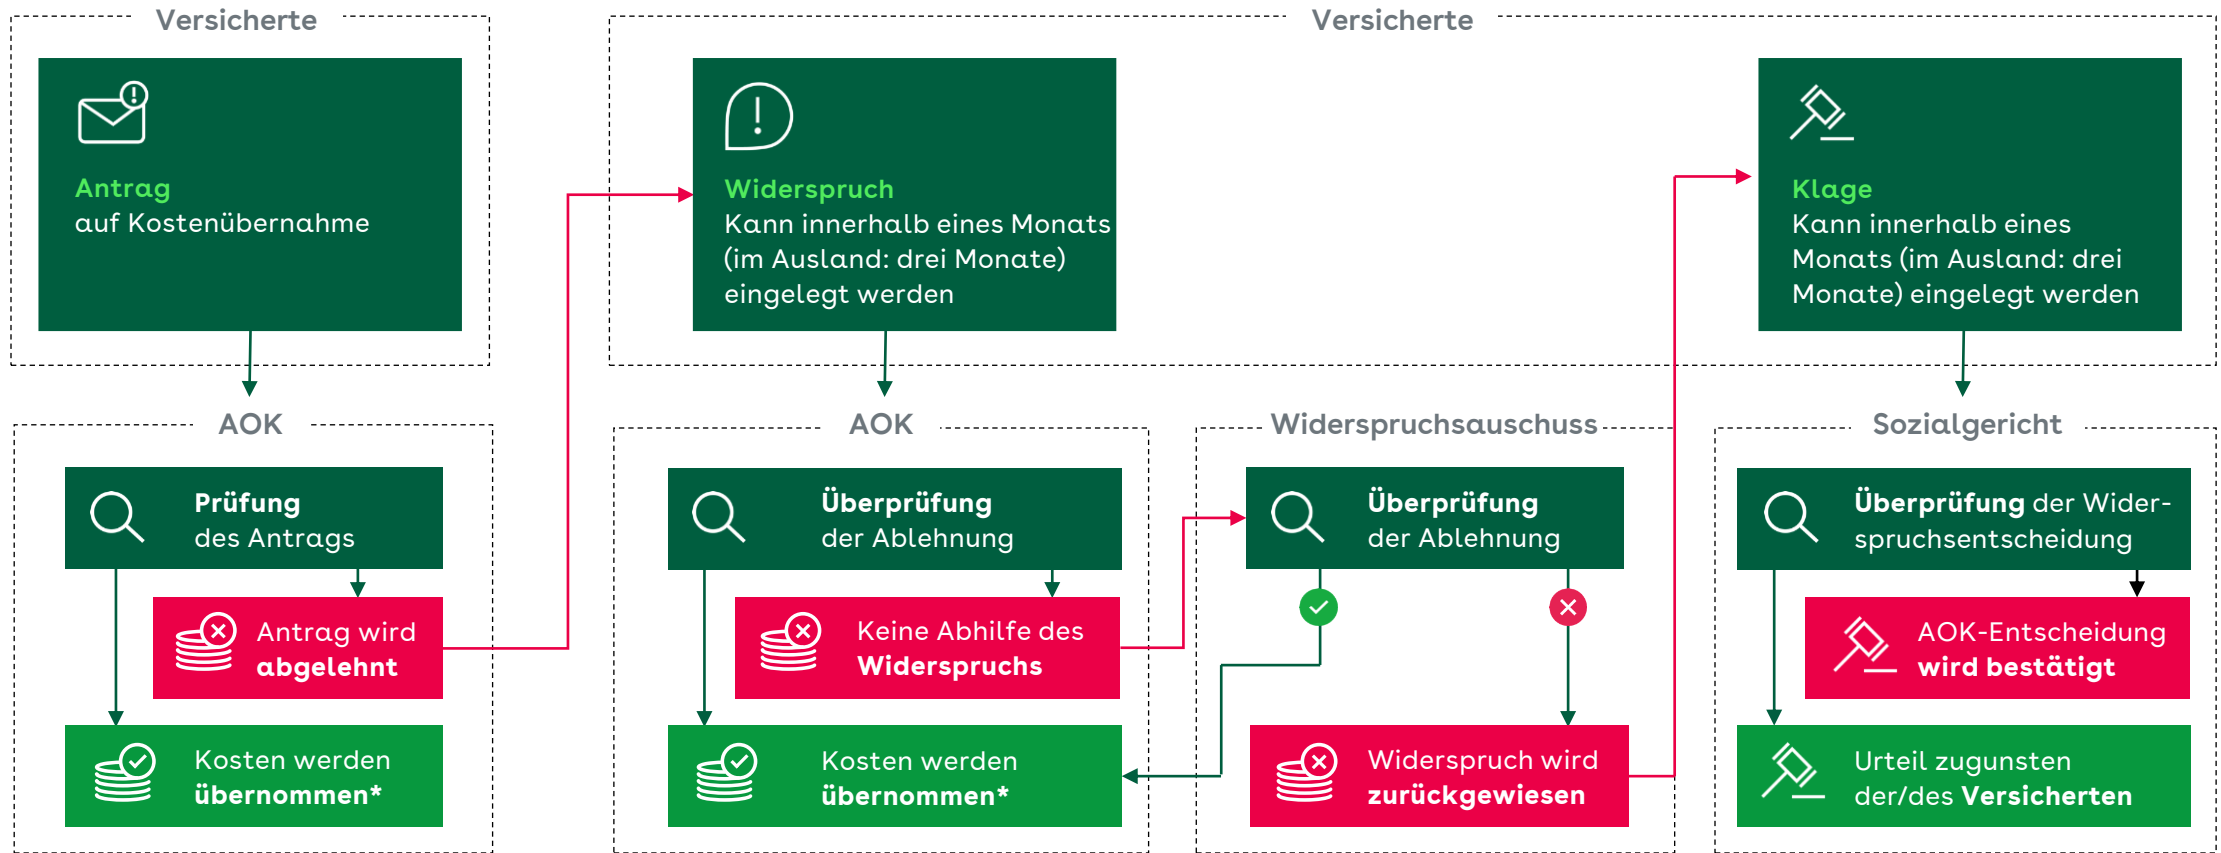 Versicherte
Antrag
auf Kostenübernahme
Versicherte
Widerspruch
Kann innerhalb eines Monats
(im Ausland: drei Monate)
eingelegt werden
Klage
Kann innerhalb eines
Monats (im Ausland: drei
Monate) eingelegt werden
AOK
Prüfung
des Antrags
Antrag wird
abgelehnt
Kosten werden
übernommen*
AOK
Überprüfung
der Ablehnung
Keine Abhilfe des
Widerspruchs
Kosten werden
übernommen*
Widerspruchsauschuss
Überprüfung
der Ablehnung
Widerspruch wird
zurückgewiesen
Sozialgericht
Überprüfung der Wider-
spruchsentscheidung
AOK-Entscheidung
wird bestätigt
Urteil zugunsten
der/des Versicherten